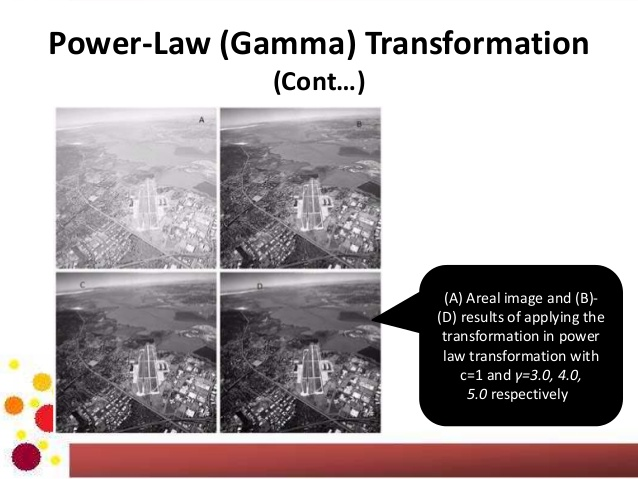 Power-Law (Gamma) Transformation
(Cont…)
A
B
C
D
(A) Areal image and (B)-
(D) results of applying the
transformation in power
law transformation with
c=1 and γ=3.0, 4.0,
5.0 respectively